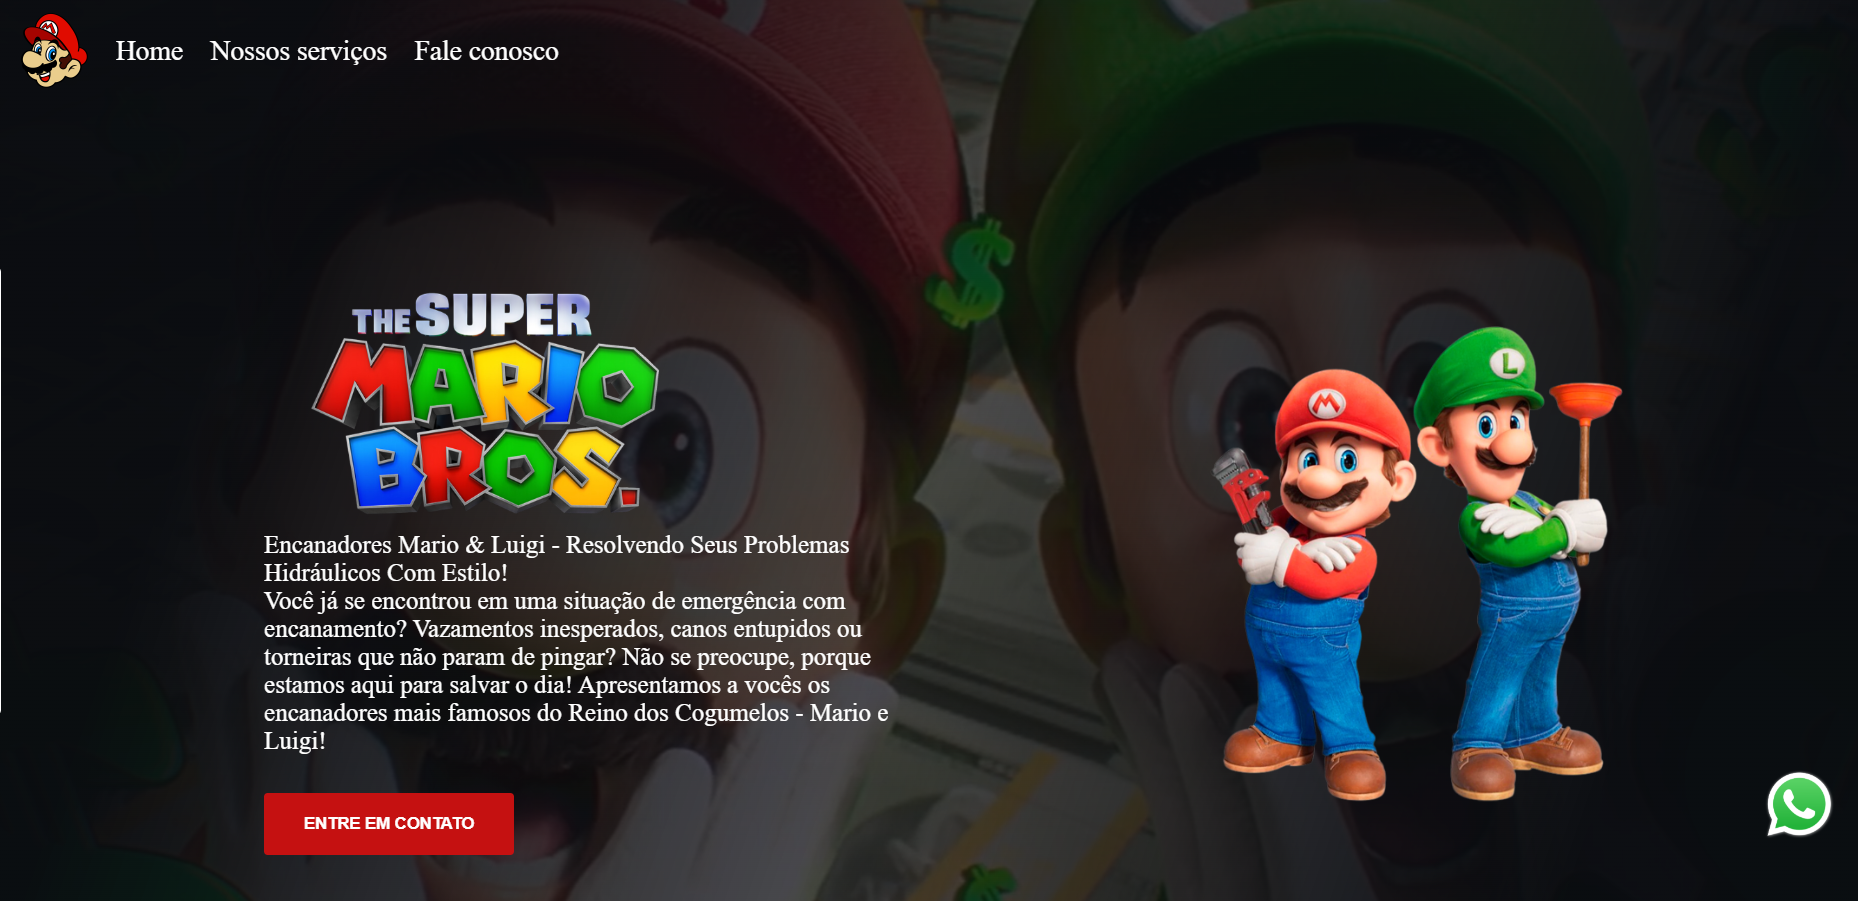 Home Nossos serviços Fale conosco
THE SUPER
MARIO
BROS.
Encanadores Mario & Luigi - Resolvendo Seus Problemas
Hidráulicos Com Estilo!
Você já se encontrou em uma situação de emergência com
encanamento? Vazamentos inesperados, canos entupidos ou
torneiras que não param de pingar? Não se preocupe, porque
estamos aqui para salvar o dia! Apresentamos a vocês os
encanadores mais famosos do Reino dos Cogumelos - Mario e
Luigi!
M
L
ENTRE EM CONTATO